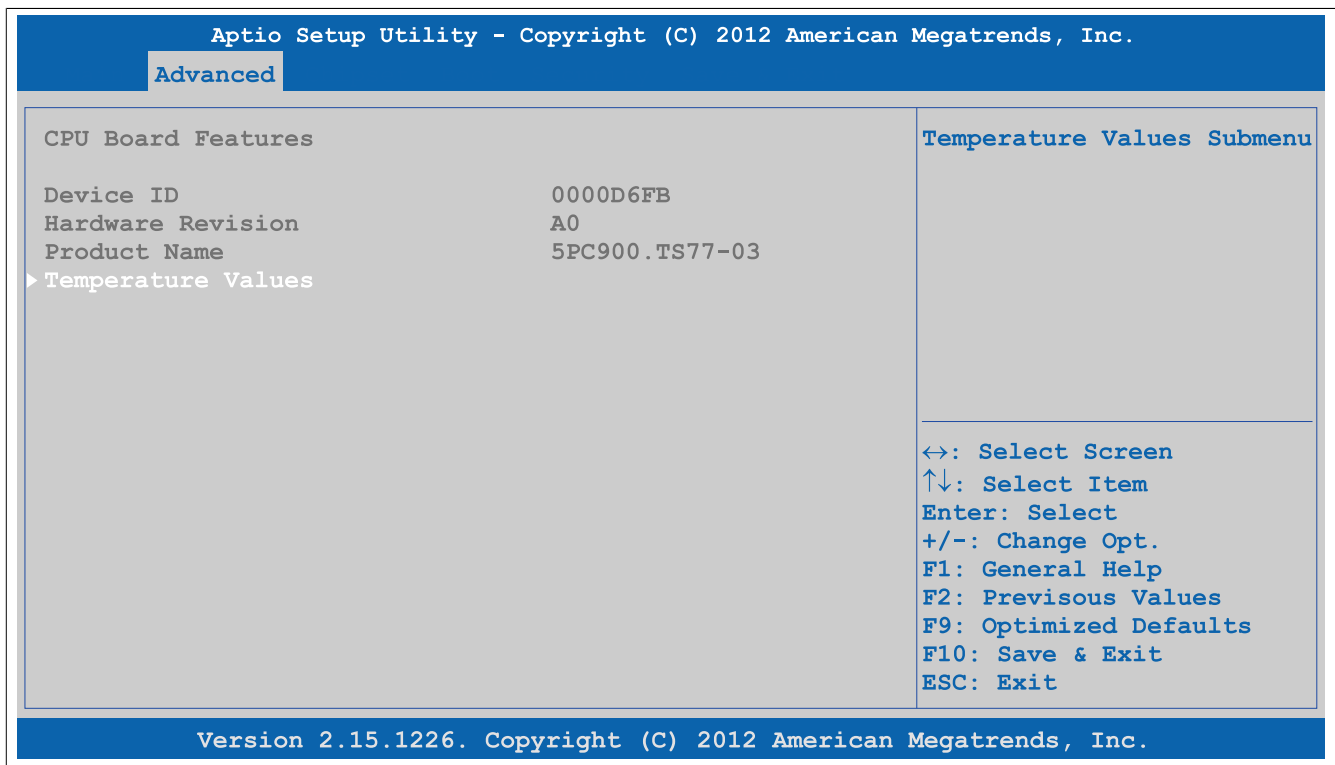 Aptio Setup Utility - Copyright (C) 2012 American Megatrends, Inc.
Advanced
CPU Board Features
Device ID 0000D6FB
Hardware Revision A0
Product Name 5PC900.TS77-03
▶Temperature Values
Temperature Values Submenu
↔: Select Screen
↑↓: Select Item
Enter: Select
+/-: Change Opt.
F1: General Help
F2: Previsous Values
F9: Optimized Defaults
F10: Save & Exit
ESC: Exit
Version 2.15.1226. Copyright (C) 2012 American Megatrends, Inc.